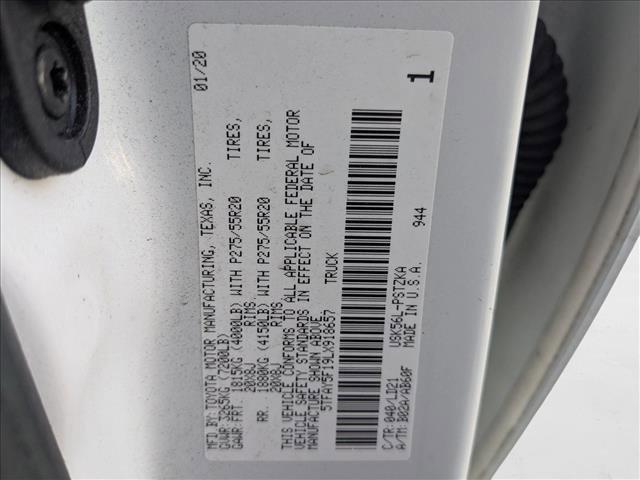 MFD BY: TOYOTA MOTOR MANUFACTURING, TEXAS, INC. 01/20
GVWR 3265KG (7200LB)
GAWR: FRT. 1815KG (4000LB) WITH P275/55R20 TIRES,
20x8J RIMS
RR. 1880KG (4150LB) WITH P275/55R20 TIRES,
20x8J RIMS
THIS VEHICLE CONFORMS TO ALL APPLICABLE FEDERAL MOTOR
VEHICLE SAFETY STANDARDS IN EFFECT ON THE DATE OF
MANUFACTURE SHOWN ABOVE.
5TFAY5F19LX918657 TRUCK
C/TR: 040/LD21 USK56L-PSTZKA
A/TM: B02A/AB60F MADE IN U.S.A. 944
1